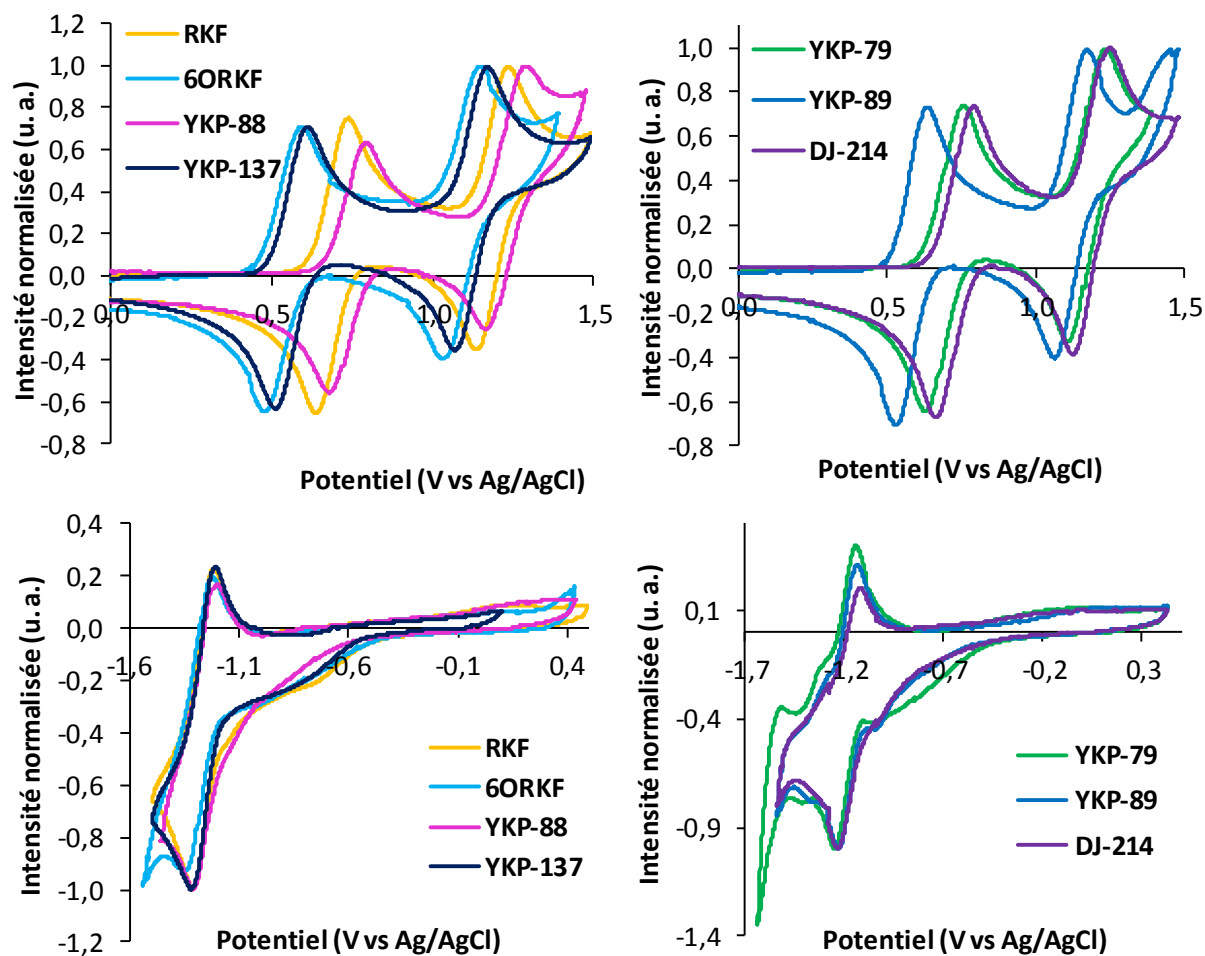 Intensité normalisée (u. a.)
1,2
1,0
0,8
0,6
0,4
0,2
0,0
-0,2
-0,4
-0,6
-0,8
0,0
0,5
1,0
1,5
RKF
6ORKF
YKP-88
YKP-137
Potentiel (V vs Ag/AgCl)
Intensité normalisée (u. a.)
1,0
0,8
0,6
0,4
0,2
0,0
-0,2
-0,4
-0,6
-0,8
0,0
0,5
1,0
1,5
YKP-79
YKP-89
DJ-214
Potentiel (V vs Ag/AgCl)
Intensité normalisée (u. a.)
0,4
0,2
0,0
-0,2
-0,4
-0,6
-0,8
-1,0
-1,2
-1,6
-1,1
-0,6
-0,1
0,4
RKF
6ORKF
YKP-88
YKP-137
Potentiel (V vs Ag/AgCl)
Intensité normalisée (u. a.)
0,1
-0,4
-0,9
-1,4
-1,7
-1,2
-0,7
-0,2
0,3
YKP-79
YKP-89
DJ-214
Potentiel (V vs Ag/AgCl)